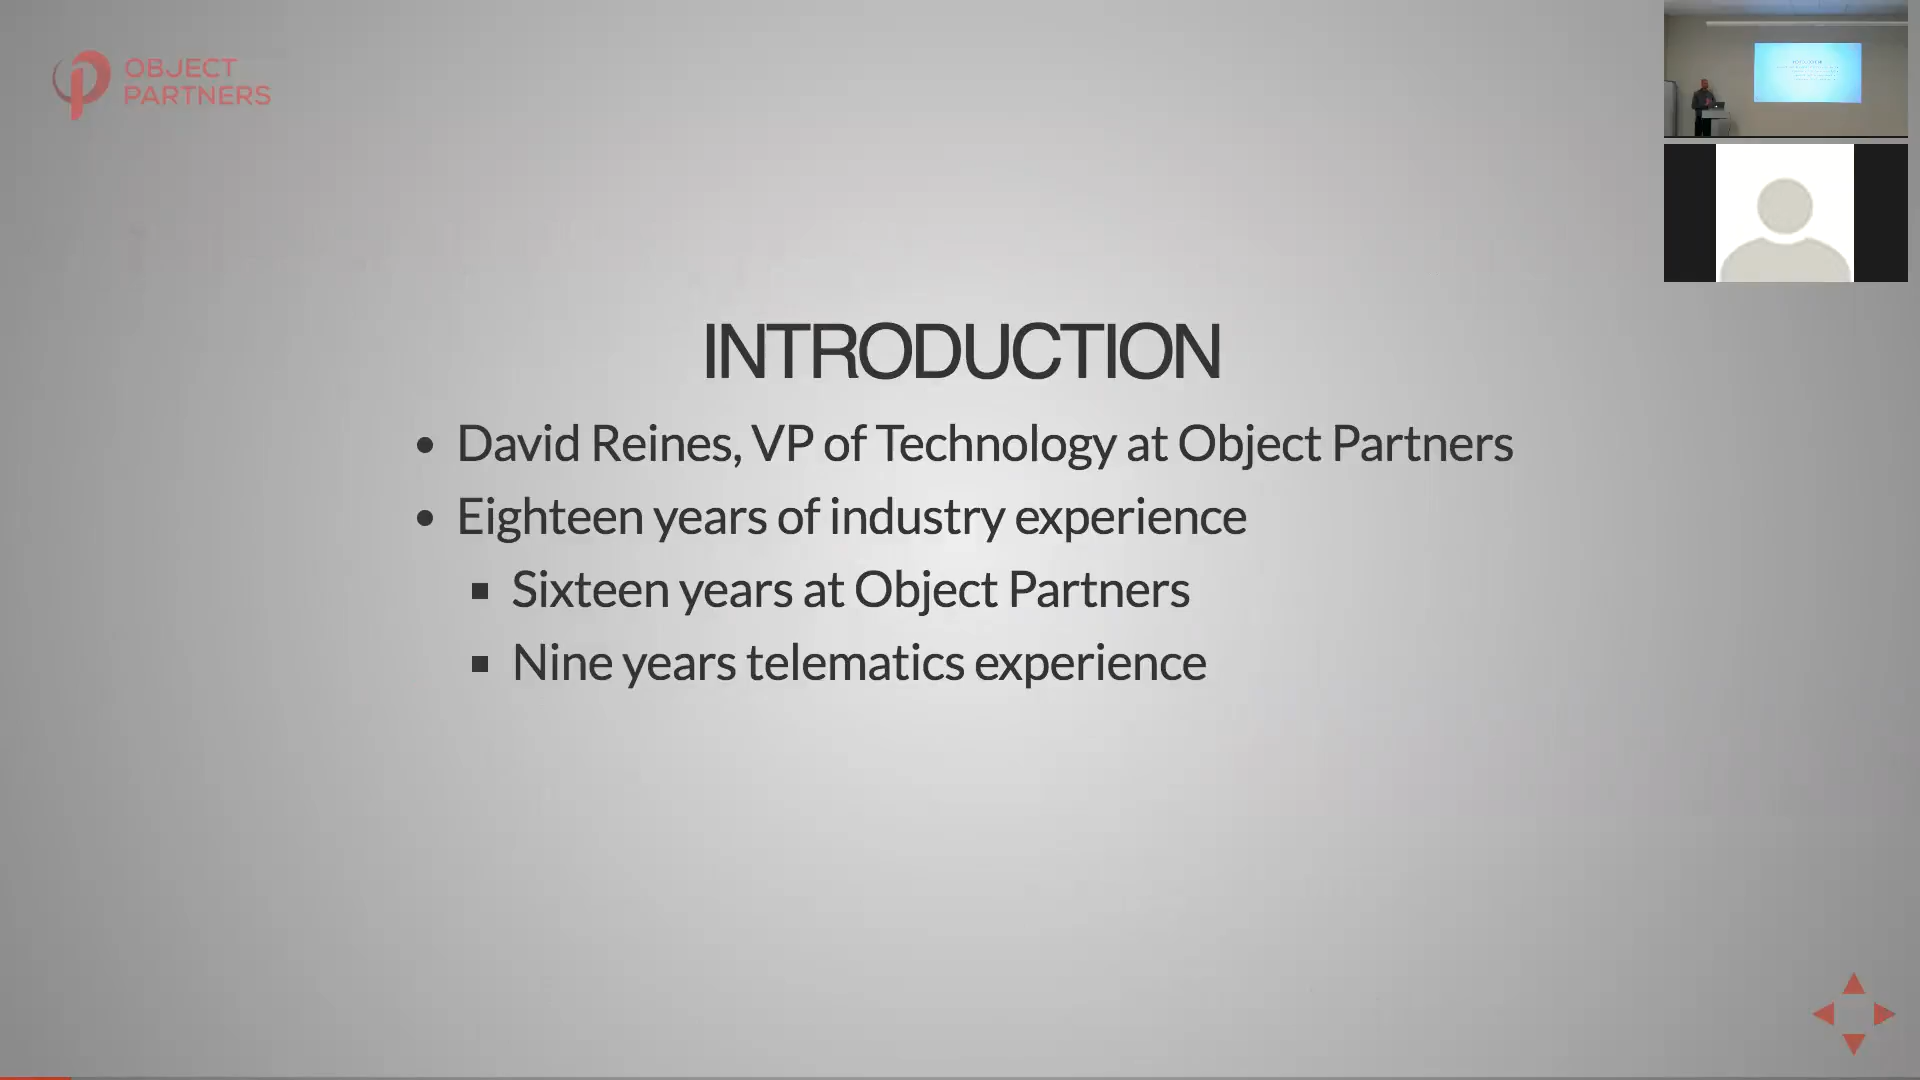 OBJECT
PARTNERS
INTRODUCTION
David Reines, VP of Technology at Object Partners
Eighteen years of industry experience
Sixteen years at Object Partners
Nine years telematics experience